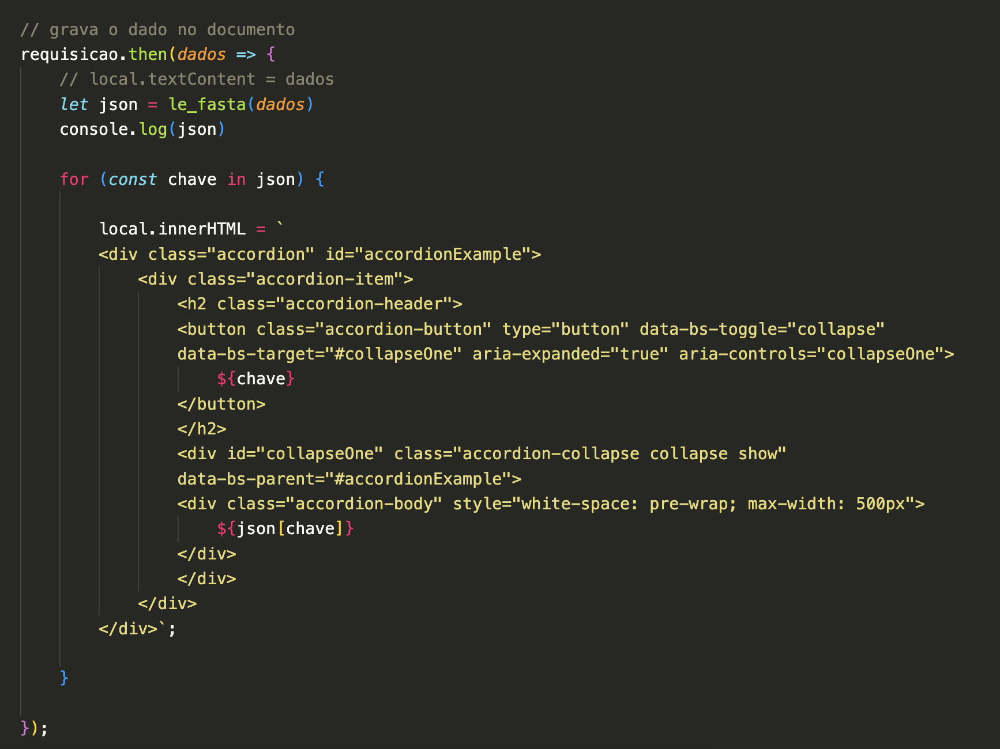 // grava o dado no documento
requisicao.then(dados => {
// local.textContent = dados
let json = le_fasta(dados)
console.log(json)
for (const chave in json) {
local.innerHTML = `
<div class="accordion" id="accordionExample">
<div class="accordion-item">
<h2 class="accordion-header">
<button class="accordion-button" type="button" data-bs-toggle="collapse"
data-bs-target="#collapseOne" aria-expanded="true" aria-controls="collapseOne">
${chave}
</button>
</h2>
<div id="collapseOne" class="accordion-collapse collapse show"
data-bs-parent="#accordionExample">
<div class="accordion-body" style="white-space: pre-wrap; max-width: 500px">
${json[chave]}
</div>
</div>
</div>
</div>`;
}
});